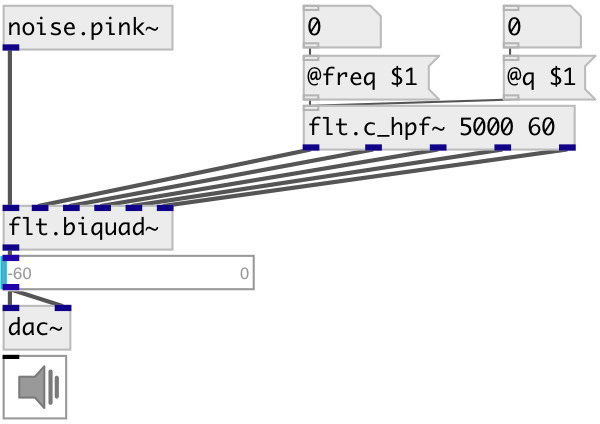 noise.pink~
0
0
@freq $1
@q $1
flt.c_hpf~ 5000 60
flt.biquad~
-60 0
dac~